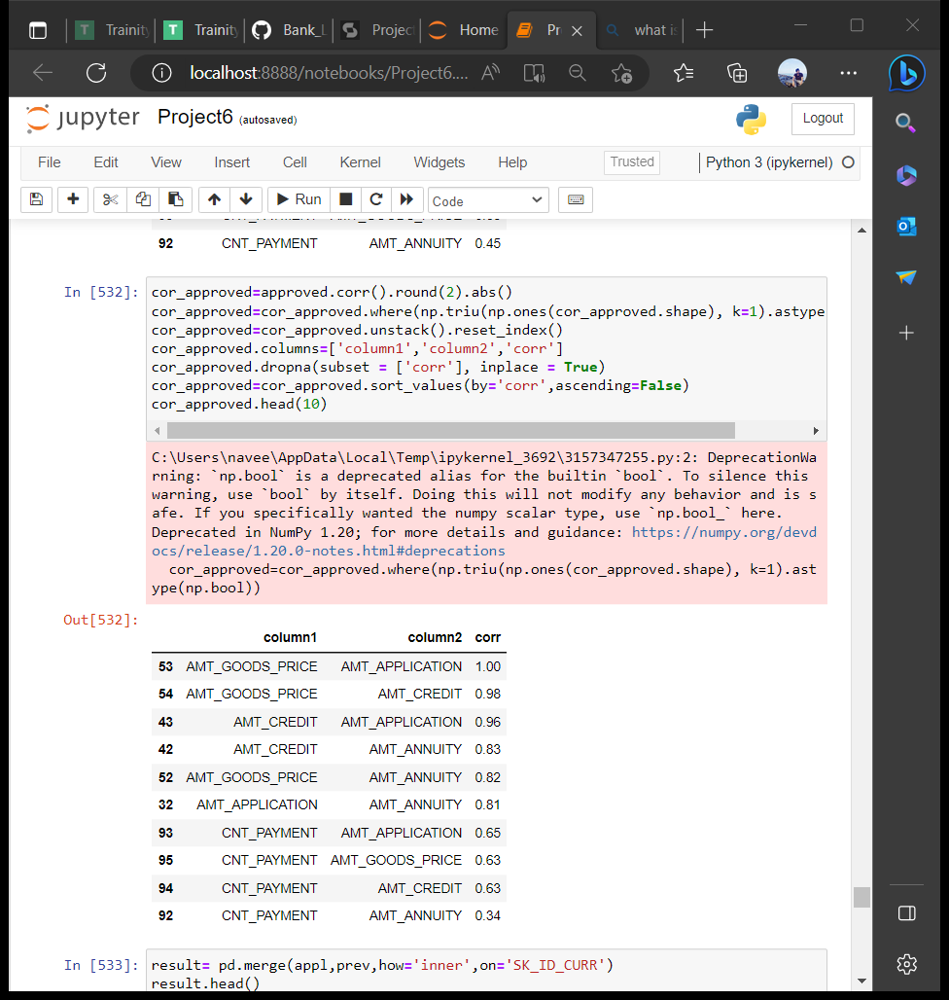 Trainity
Trainity
Bank_L
Project
Home
Pr
what is
localhost:8888/notebooks/Project6....
jupyter Project6 (autosaved)
Logout
File Edit View Insert Cell Kernel Widgets Help
Trusted
Python 3 (ipykernel)
Run
Code
92 CNT_PAYMENT AMT_ANNUITY 0.45
In [532]: cor_approved=approved.corr().round(2).abs()
cor_approved=cor_approved.where(np.triu(np.ones(cor_approved.shape), k=1).astype
cor_approved=cor_approved.unstack().reset_index()
cor_approved.columns=['column1','column2','corr']
cor_approved.dropna(subset = ['corr'], inplace = True)
cor_approved=cor_approved.sort_values(by='corr',ascending=False)
cor_approved.head(10)
C:\Users\navee\AppData\Local\Temp\ipykernel_3692\3157347255.py:2: DeprecationWa
rning: `np.bool` is a deprecated alias for the builtin `bool`. To silence this
warning, use `bool` by itself. Doing this will not modify any behavior and is s
afe. If you specifically wanted the numpy scalar type, use `np.bool_` here.
Deprecated in NumPy 1.20; for more details and guidance: https://numpy.org/devd
ocs/release/1.20.0-notes.html#deprecations
cor_approved=cor_approved.where(np.triu(np.ones(cor_approved.shape), k=1).ast
ype(np.bool))
Out[532]:
column1 column2 corr
53 AMT_GOODS_PRICE AMT_APPLICATION 1.00
54 AMT_GOODS_PRICE AMT_CREDIT 0.98
43 AMT_CREDIT AMT_APPLICATION 0.96
42 AMT_CREDIT AMT_ANNUITY 0.83
52 AMT_GOODS_PRICE AMT_ANNUITY 0.82
32 AMT_APPLICATION AMT_ANNUITY 0.81
93 CNT_PAYMENT AMT_APPLICATION 0.65
95 CNT_PAYMENT AMT_GOODS_PRICE 0.63
94 CNT_PAYMENT AMT_CREDIT 0.63
92 CNT_PAYMENT AMT_ANNUITY 0.34
In [533]: result= pd.merge(appl,prev,how='inner',on='SK_ID_CURR')
result.head()